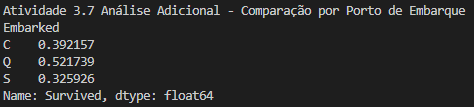 Atividade 3.7 Análise Adicional - Comparação por Porto de Embarque
Embarked
C    0.392157
Q    0.521739
S    0.325926
Name: Survived, dtype: float64